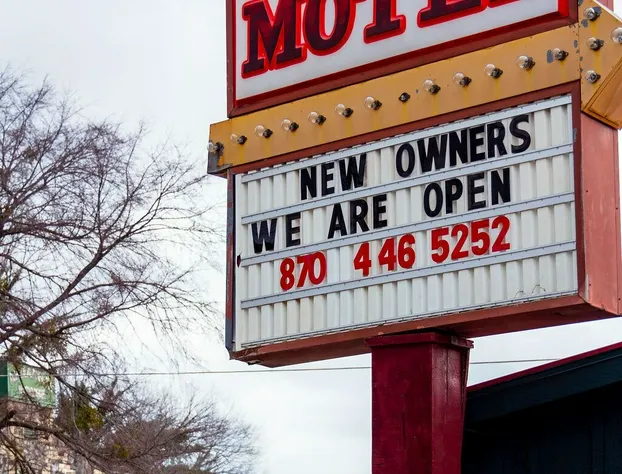 MOTEL
NEW OWNERS
WE ARE OPEN
870 446 5252